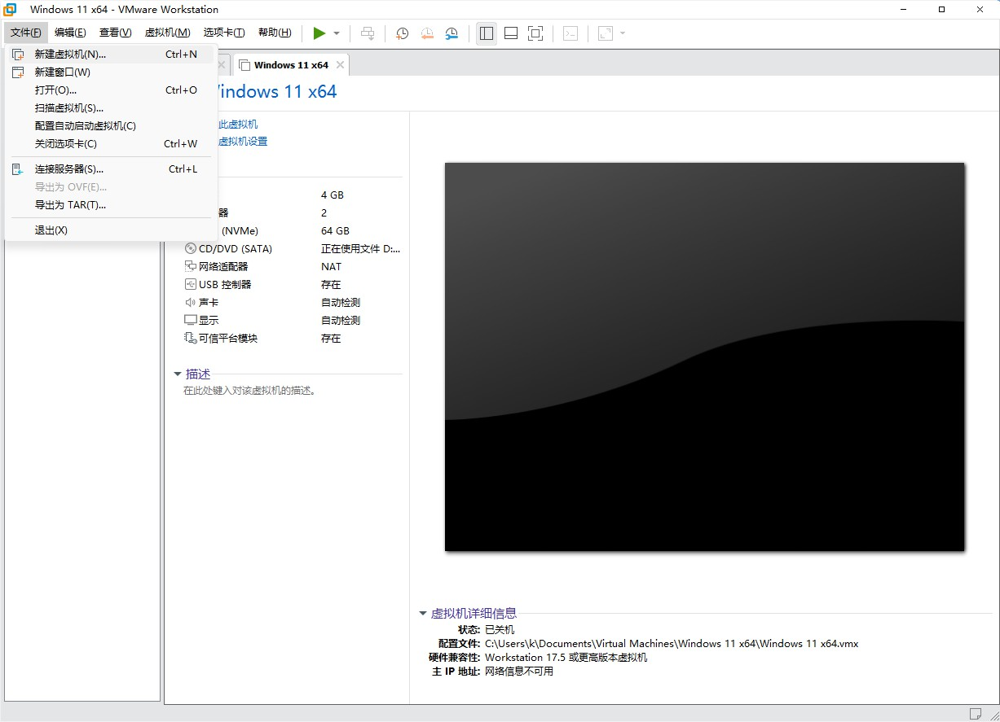 Windows 11 x64 - VMware Workstation
文件(F) 编辑(E) 查看(V) 虚拟机(M) 选项卡(T) 帮助(H)
新建虚拟机(N)... Ctrl+N
新建窗口(W)
打开(O)... Ctrl+O
扫描虚拟机(S)...
配置自动启动虚拟机(C)
关闭选项卡(C) Ctrl+W
连接服务器(S)... Ctrl+L
导出为 OVF(E)...
导出为 TAR(T)...
退出(X)
Windows 11 x64
indows 11 x64
此虚拟机
虚拟机设置
4 GB
器 2
(NVMe) 64 GB
CD/DVD (SATA) 正在使用文件 D:...
网络适配器 NAT
USB 控制器 存在
声卡 自动检测
显示 自动检测
可信平台模块 存在
描述
在此处键入对该虚拟机的描述。
虚拟机详细信息
状态: 已关机
配置文件: C:\Users\k\Documents\Virtual Machines\Windows 11 x64\Windows 11 x64.vmx
硬件兼容性: Workstation 17.5 或更高版本虚拟机
主 IP 地址: 网络信息不可用